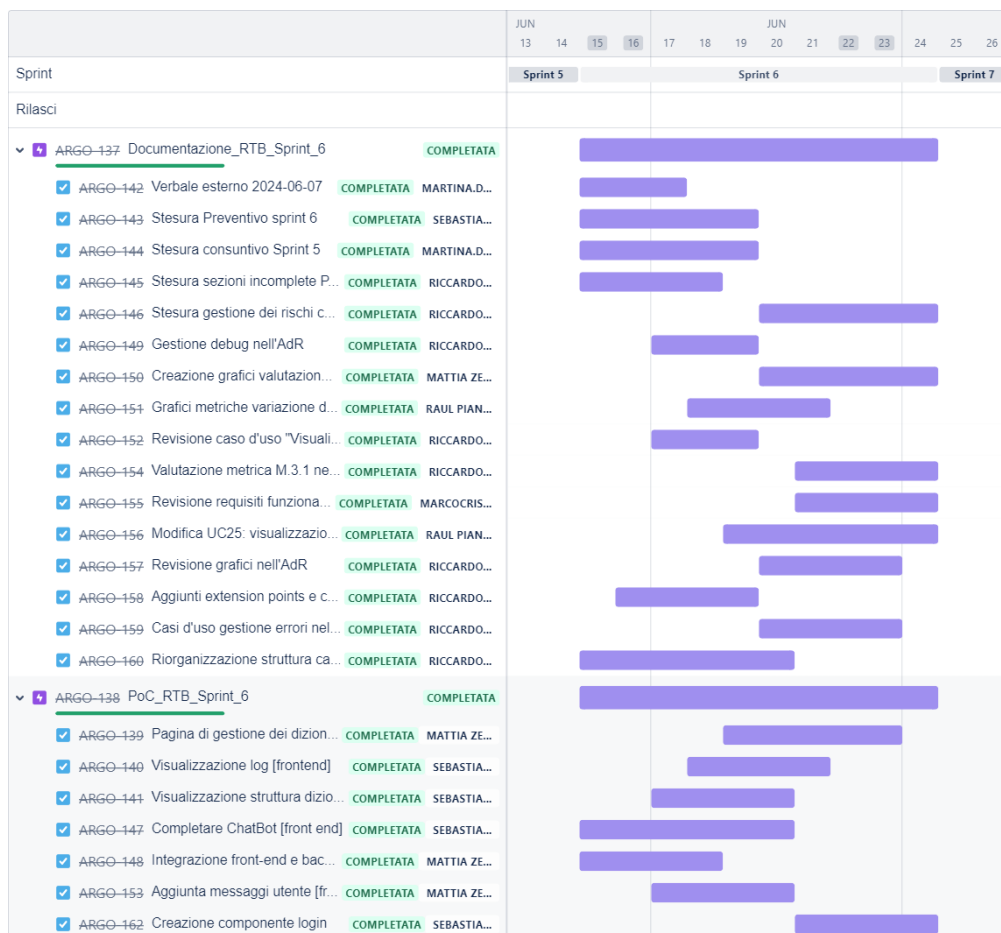 JUN JUN
13 14 15 16 17 18 19 20 21 22 23 24 25 26
Sprint Sprint 5 Sprint 6 Sprint 7
Rilasci
ARGO-137 Documentazione_RTB_Sprint_6 COMPLETATA
ARGO-142 Verbale esterno 2024-06-07 COMPLETATA MARTINA.D...
ARGO-143 Stesura Preventivo sprint 6 COMPLETATA SEBASTIA...
ARGO-144 Stesura consuntivo Sprint 5 COMPLETATA MARTINA.D...
ARGO-145 Stesura sezioni incomplete P... COMPLETATA RICCARDO...
ARGO-146 Stesura gestione dei rischi c... COMPLETATA RICCARDO...
ARGO-149 Gestione debug nell'AdR COMPLETATA RICCARDO...
ARGO-150 Creazione grafici valutazion... COMPLETATA MATTIA ZE...
ARGO-151 Grafici metriche variazione d... COMPLETATA RAUL PIAN...
ARGO-152 Revisione caso d'uso "Visuali... COMPLETATA RICCARDO...
ARGO-154 Valutazione metrica M.3.1 ne... COMPLETATA RICCARDO...
ARGO-155 Revisione requisiti funziona... COMPLETATA MARCOCRIS...
ARGO-156 Modifica UC25: visualizzazio... COMPLETATA RAUL PIAN...
ARGO-157 Revisione grafici nell'AdR COMPLETATA RICCARDO...
ARGO-158 Aggiunti extension points e c... COMPLETATA RICCARDO...
ARGO-159 Casi d'uso gestione errori nel... COMPLETATA RICCARDO...
ARGO-160 Riorganizzazione struttura ca... COMPLETATA RICCARDO...
ARGO-138 PoC_RTB_Sprint_6 COMPLETATA
ARGO-139 Pagina di gestione dei dizion... COMPLETATA MATTIA ZE...
ARGO-140 Visualizzazione log [frontend] COMPLETATA SEBASTIA...
ARGO-141 Visualizzazione struttura dizio... COMPLETATA SEBASTIA...
ARGO-147 Completare ChatBot [front end] COMPLETATA SEBASTIA...
ARGO-148 Integrazione front-end e bac... COMPLETATA MATTIA ZE...
ARGO-153 Aggiunta messaggi utente [fr... COMPLETATA MATTIA ZE...
ARGO-162 Creazione componente login COMPLETATA SEBASTIA...